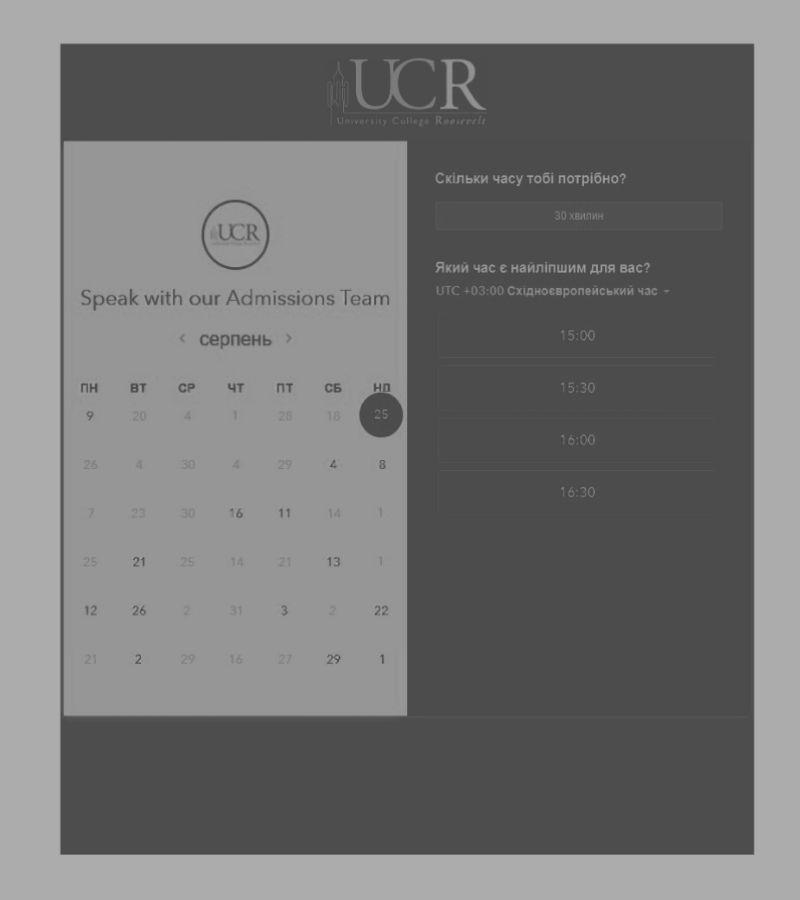 UCR
University College Roosevelt
UCR
Speak with our Admissions Team
< серпень >
ПН ВТ СР ЧТ ПТ СБ НД
9 20 4 1 28 18 25
26 4 30 4 29 4 8
7 23 30 16 11 14 1
25 21 25 14 21 13 1
12 26 2 31 3 2 22
21 2 29 16 27 29 1
Скільки часу тобі потрібно?
30 хвилин
Який час є найліпшим для вас?
UTC +03:00 Східноєвропейський час
15:00
15:30
16:00
16:30